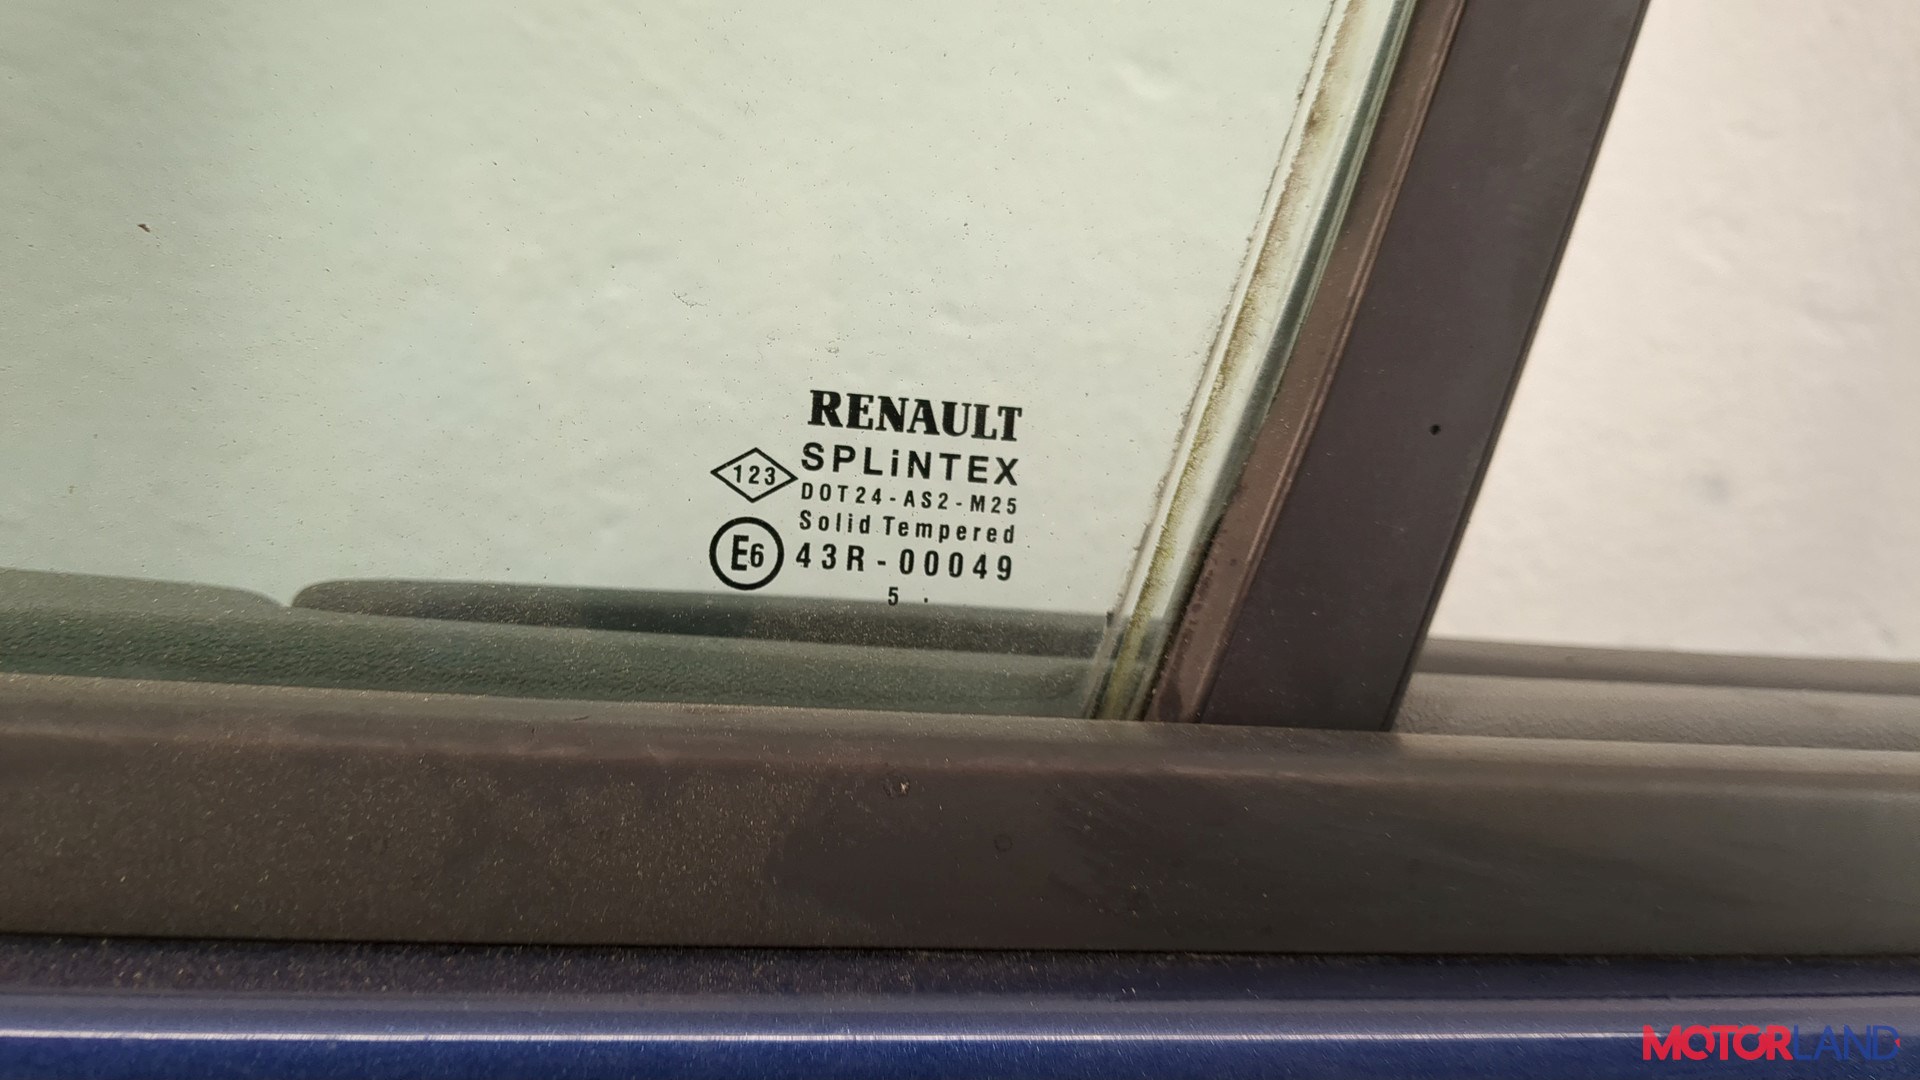 RENAULT
SPLiNTEX
123
DOT24-AS2-M25
Solid Tempered
E6 43R-00049
5 .
MOTORLAND